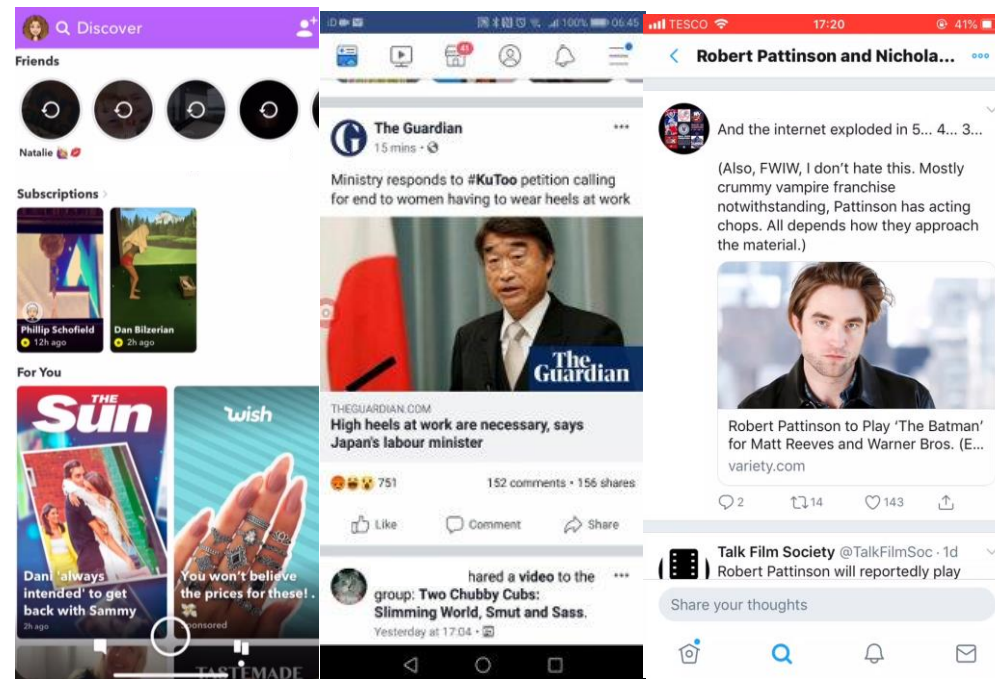 Discover
Friends
Natalie
Subscriptions
Phillip Schofield
12h ago
Dan Bilzerian
2h ago
For You
THE
Sun
Dani 'always
intended' to get
back with Sammy
2h ago
wish
You won't believe
the prices for these! .
Sponsored
TASTEMADE
iD
100%
06:45
41
The Guardian
15 mins •
Ministry responds to #KuToo petition calling
for end to women having to wear heels at work
The
Guardian
THEGUARDIAN.COM
High heels at work are necessary, says
Japan's labour minister
751
152 comments • 156 shares
Like
Comment
Share
hared a video to the
group: Two Chubby Cubs:
Slimming World, Smut and Sass.
Yesterday at 17:04 •
TESCO
17:20
41%
Robert Pattinson and Nichola...
And the internet exploded in 5... 4... 3...
(Also, FWIW, I don't hate this. Mostly
crummy vampire franchise
notwithstanding, Pattinson has acting
chops. All depends how they approach
the material.)
Robert Pattinson to Play 'The Batman'
for Matt Reeves and Warner Bros. (E...
variety.com
2
14
143
Talk Film Society @TalkFilmSoc · 1d
Robert Pattinson will reportedly play
Share your thoughts